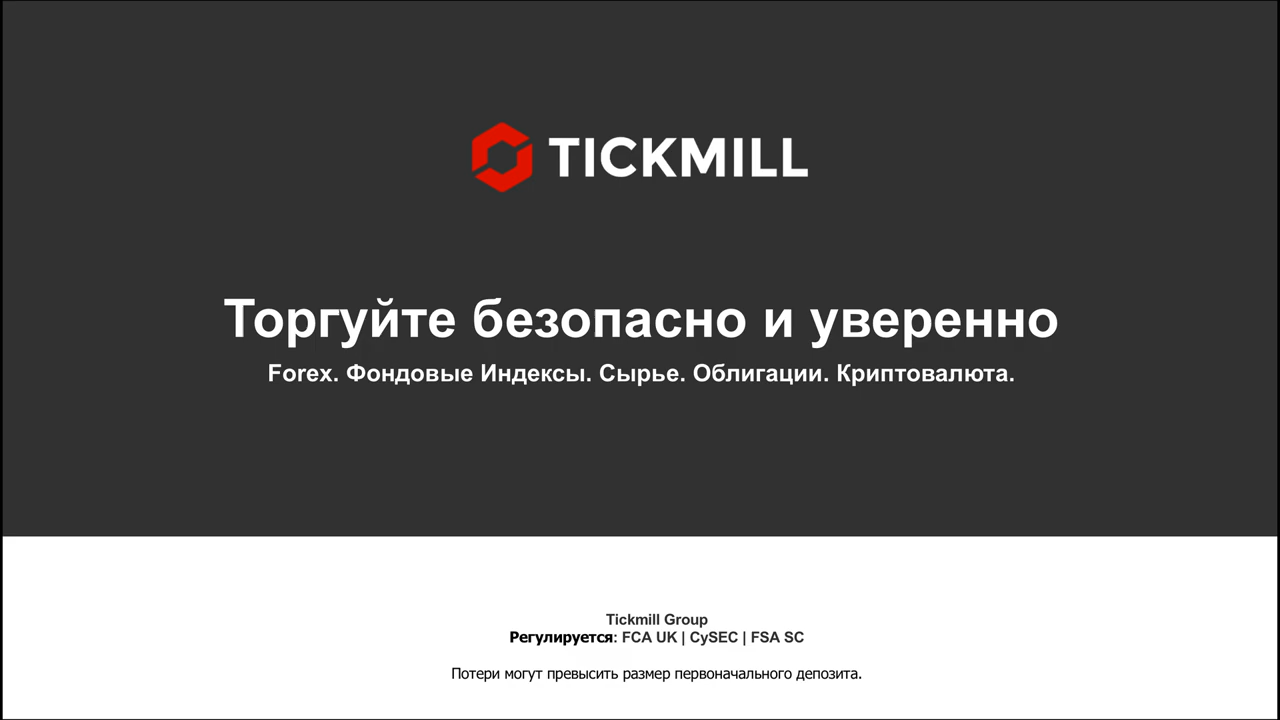 TICKMILL
Торгуйте безопасно и уверенно
Forex. Фондовые Индексы. Сырье. Облигации. Криптовалюта.
Tickmill Group
Регулируется: FCA UK | CySEC | FSA SC
Потери могут превысить размер первоначального депозита.